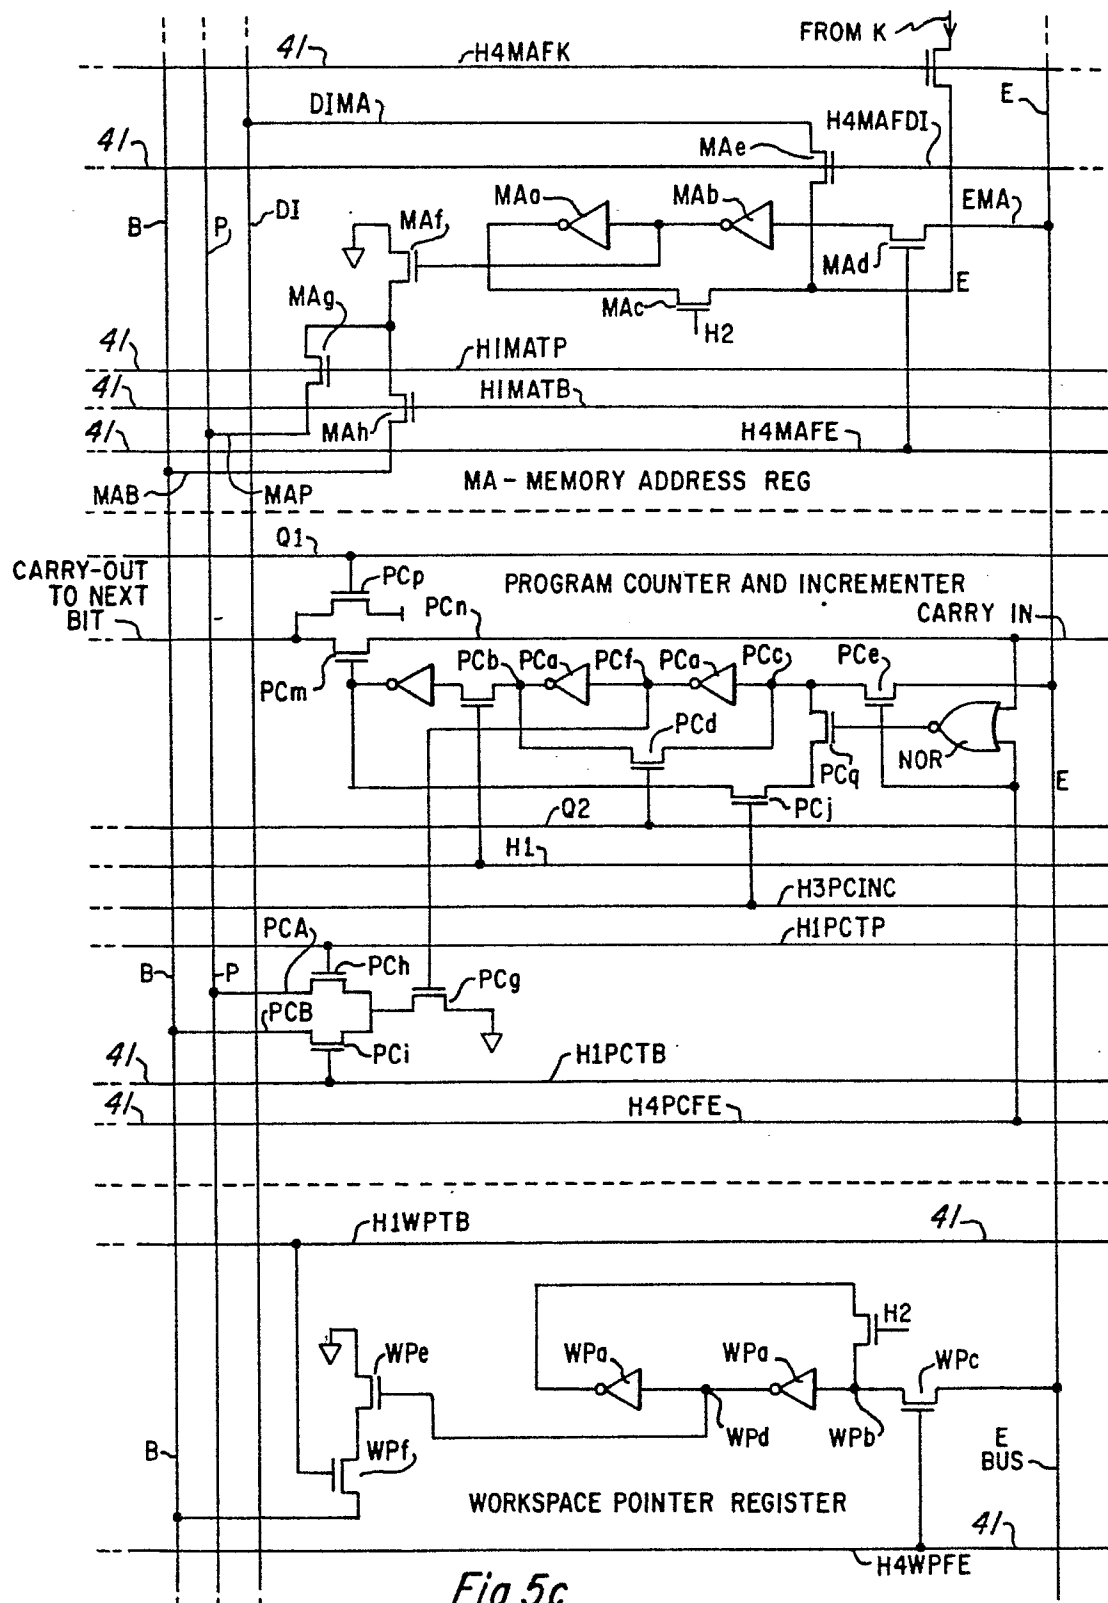 FROM K
41
H4MAFK
E
DIMA
H4MAFDI
41
MAe
MAa
MAb
EMA
B
P
DI
MAf
MAd
E
MAg
MAc
H2
41
H1MATP
41
H1MATB
41
MAh
H4MAFE
MAB
MAP
MA - MEMORY ADDRESS REG
Q1
CARRY-OUT
TO NEXT
BIT
PCp
PROGRAM COUNTER AND INCREMENTER
PCn
CARRY IN
PCb
PCa
PCf
PCa
PCc
PCe
PCm
PCd
NOR
PCq
E
PCj
Q2
H1
H3PCINC
PCA
H1PCTP
B
P
PCh
PCg
PCB
PCi
41
H1PCTB
41
H4PCFE
H1WPTB
41
H2
WPe
WPa
WPa
WPc
WPd
WPb
B
WPf
E
BUS
WORKSPACE POINTER REGISTER
41
H4WPFE
Fig. 5c